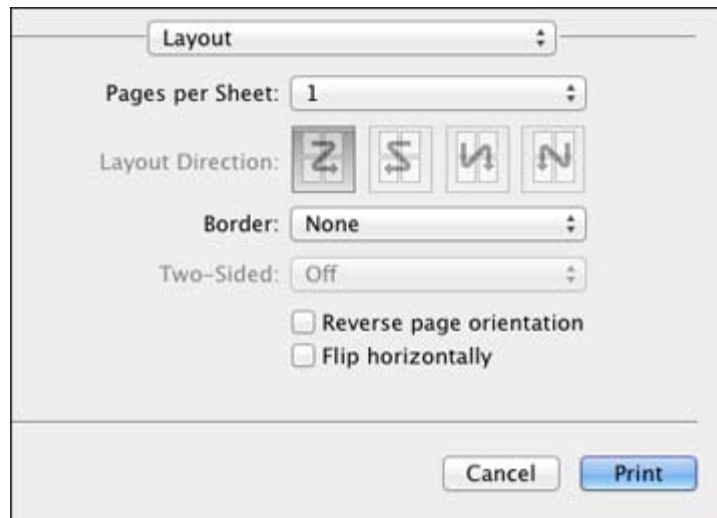 Layout
Pages per Sheet: 1
Layout Direction:
Border: None
Two-Sided: Off
Reverse page orientation
Flip horizontally
Cancel Print